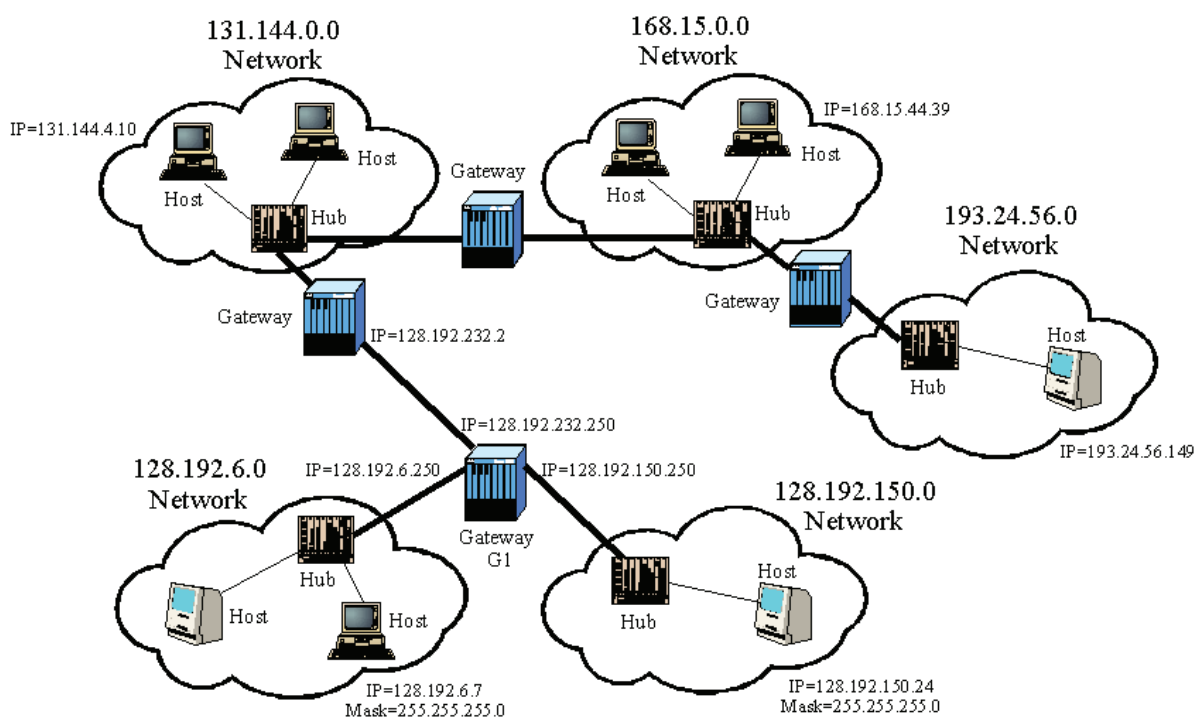 131.144.0.0
Network
168.15.0.0
Network
IP=131.144.4.10
Host
Host
Hub
Gateway
IP=168.15.44.39
Host
Host
Hub
193.24.56.0
Network
Gateway
IP=128.192.232.2
Gateway
Host
Hub
IP=193.24.56.149
IP=128.192.232.250
128.192.6.0
Network
IP=128.192.6.250
IP=128.192.150.250
128.192.150.0
Network
Gateway
G1
Hub
Host
Host
Host
Hub
IP=128.192.6.7
Mask=255.255.255.0
IP=128.192.150.24
Mask=255.255.255.0